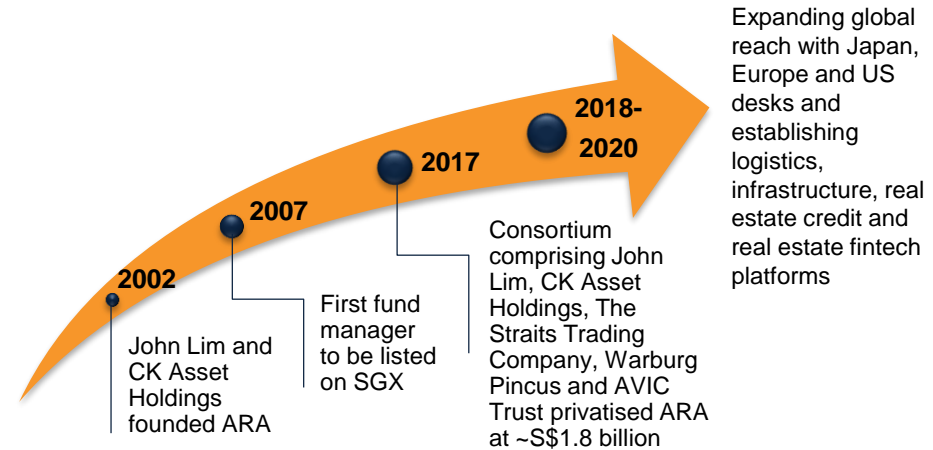 2002
John Lim and
CK Asset
Holdings
founded ARA
2007
First fund
manager
to be listed
on SGX
2017
Consortium
comprising John
Lim, CK Asset
Holdings, The
Straits Trading
Company, Warburg
Pincus and AVIC
Trust privatised ARA
at ~S$1.8 billion
2018-
2020
Expanding global
reach with Japan,
Europe and US
desks and
establishing
logistics,
infrastructure, real
estate credit and
real estate fintech
platforms